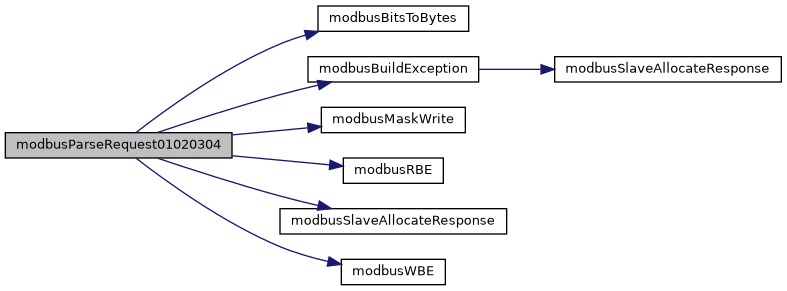 modbusBitsToBytes
modbusBuildException
modbusSlaveAllocateResponse
modbusMaskWrite
modbusParseRequest01020304
modbusRBE
modbusSlaveAllocateResponse
modbusWBE